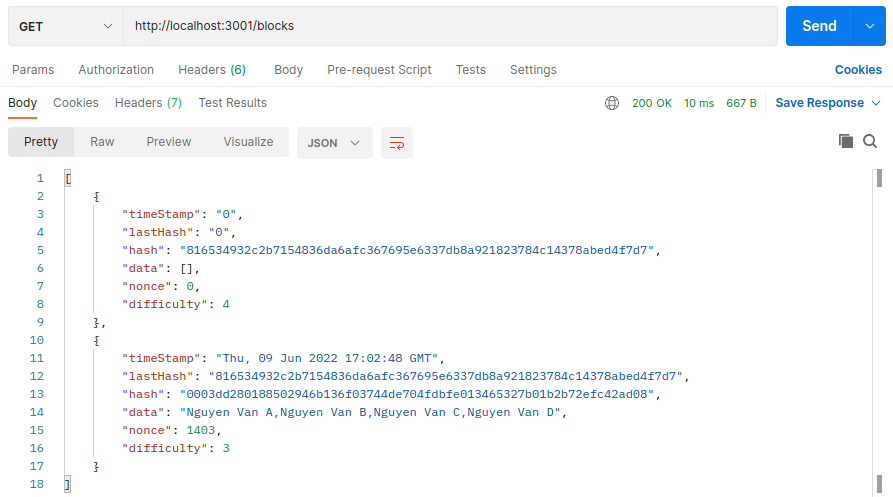 GET http://localhost:3001/blocks Send
Params Authorization Headers (6) Body Pre-request Script Tests Settings Cookies
Body Cookies Headers (7) Test Results 200 OK 10 ms 667 B Save Response
Pretty Raw Preview Visualize JSON
1 [
2 {
3 "timeStamp": "0",
4 "lastHash": "0",
5 "hash": "816534932c2b7154836da6afc367695e6337db8a921823784c14378abed4f7d7",
6 "data": [],
7 "nonce": 0,
8 "difficulty": 4
9 },
10 {
11 "timeStamp": "Thu, 09 Jun 2022 17:02:48 GMT",
12 "lastHash": "816534932c2b7154836da6afc367695e6337db8a921823784c14378abed4f7d7",
13 "hash": "0003dd280188502946b136f03744de704fdbfe013465327b01b2b72efc42ad08",
14 "data": "Nguyen Van A,Nguyen Van B,Nguyen Van C,Nguyen Van D",
15 "nonce": 1403,
16 "difficulty": 3
17 }
18 ]